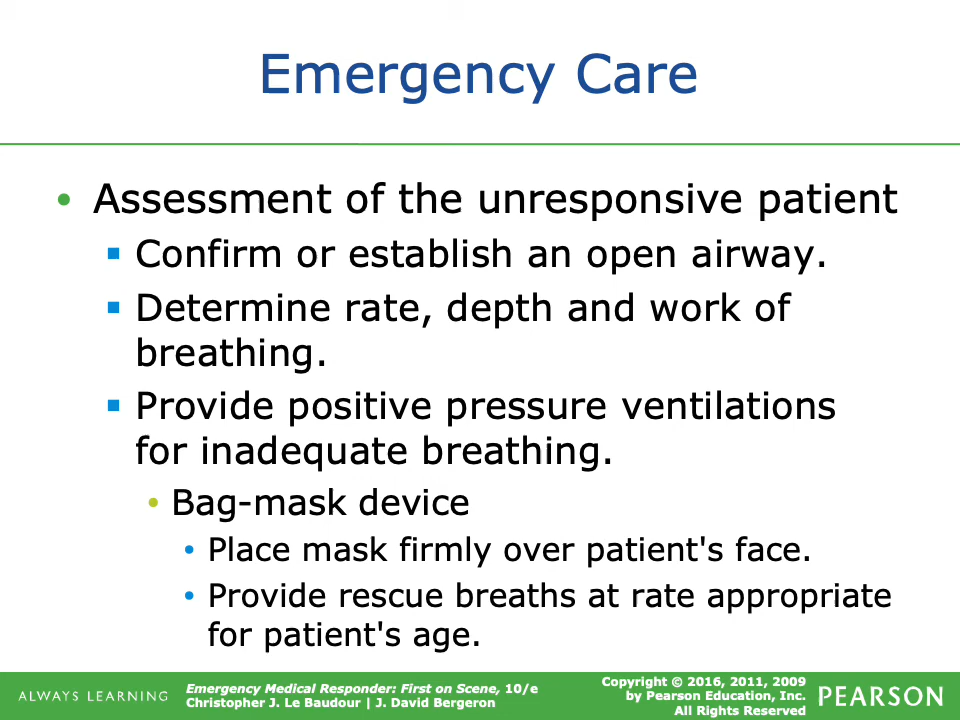 Emergency Care
• Assessment of the unresponsive patient
▪ Confirm or establish an open airway.
▪ Determine rate, depth and work of
breathing.
▪ Provide positive pressure ventilations
for inadequate breathing.
• Bag-mask device
• Place mask firmly over patient's face.
• Provide rescue breaths at rate appropriate
for patient's age.
ALWAYS LEARNING
Emergency Medical Responder: First on Scene, 10/e
Christopher J. Le Baudour | J. David Bergeron
Copyright © 2016, 2011, 2009
by Pearson Education, Inc.
All Rights Reserved
PEARSON